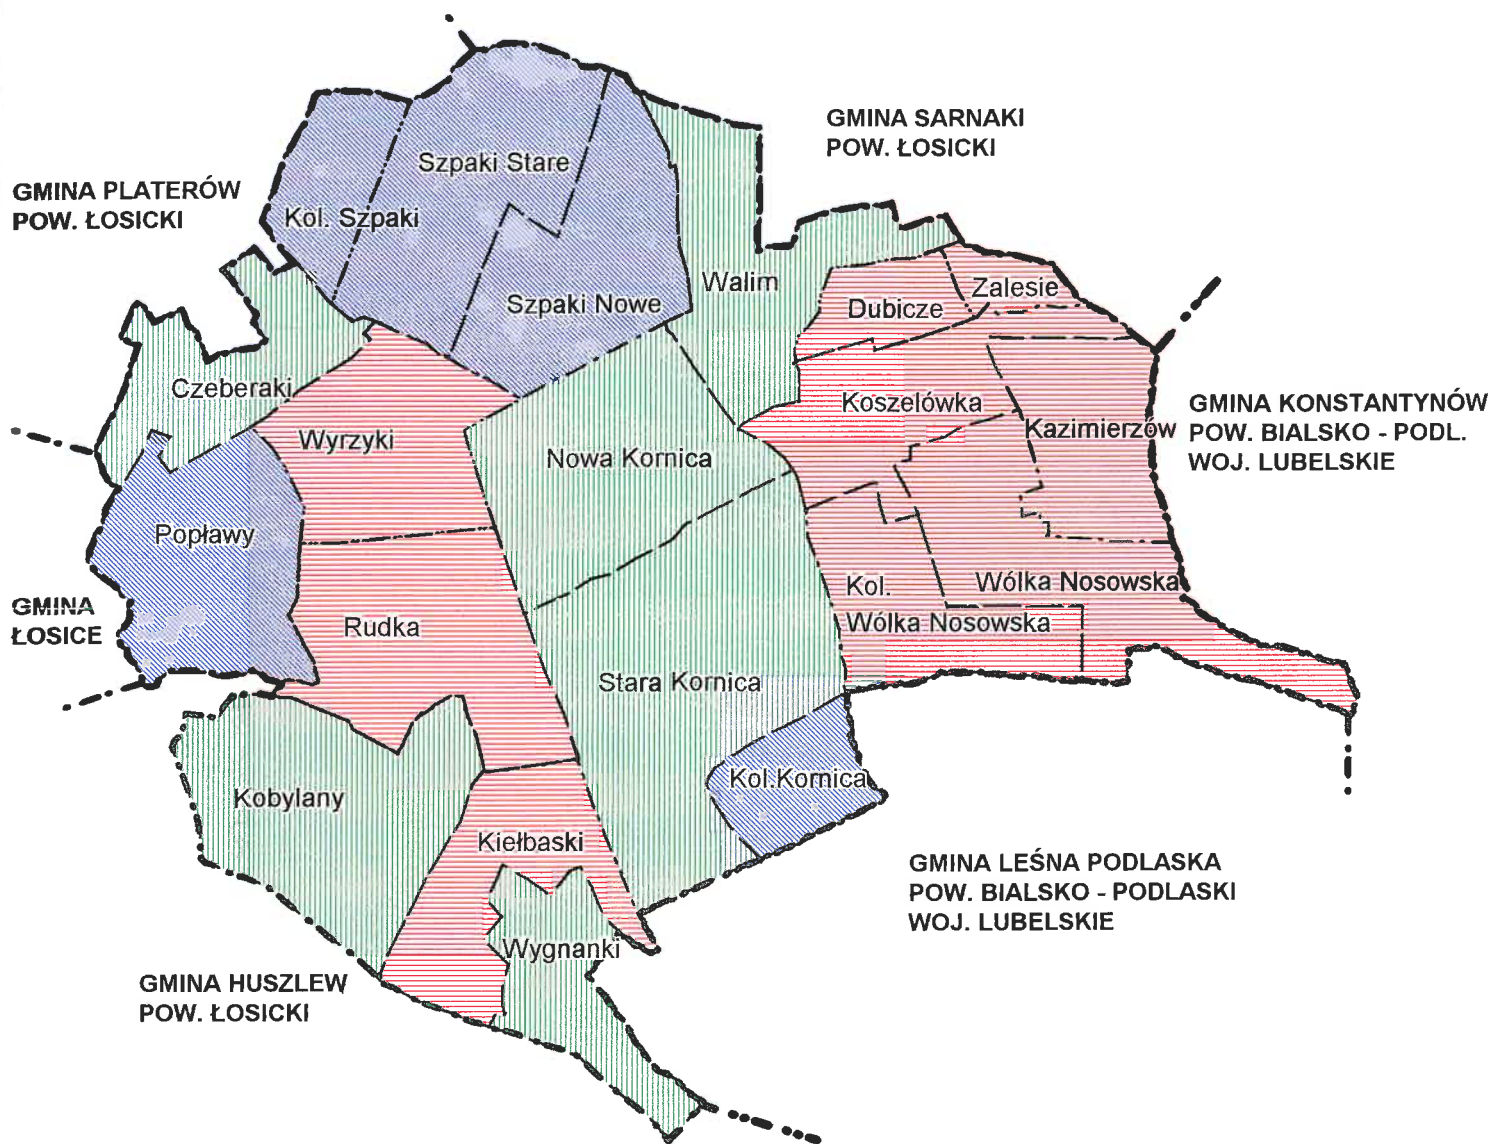 GMINA SARNAKI
POW. ŁOSICKI
Szpaki Stare
GMINA PLATERÓW
POW. ŁOSICKI
Kol. Szpaki
Walim
Szpaki Nowe
Zalesie
Dubicze
Czeberaki
Koszelówka
Kazimierzów
GMINA KONSTANTYNÓW
POW. BIALSKO - PODL.
WOJ. LUBELSKIE
Wyrzyki
Nowa Kornica
Popławy
Kol.
Wólka Nosowska
Wólka Nosowska
GMINA
ŁOSICE
Rudka
Stara Kornica
Kol.Kornica
Kobylany
Kiełbaski
GMINA LEŚNA PODLASKA
POW. BIALSKO - PODLASKI
WOJ. LUBELSKIE
Wygnanki
GMINA HUSZLEW
POW. ŁOSICKI